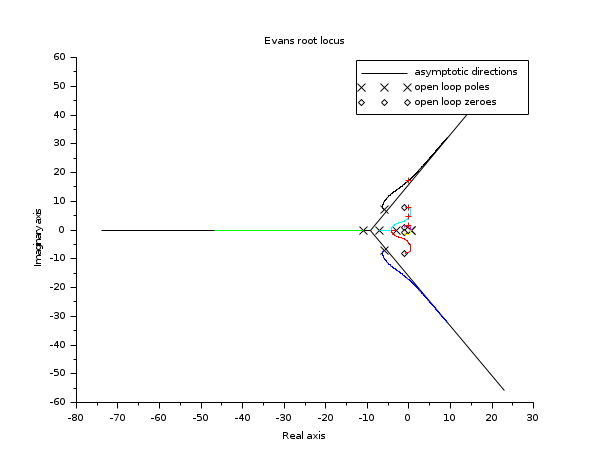 Evans root locus
asymptotic directions
open loop poles
open loop zeroes
60
50
40
30
20
10
0
-10
-20
-30
-40
-50
-60
Imaginary axis
-80 -70 -60 -50 -40 -30 -20 -10 0 10 20 30
Real axis